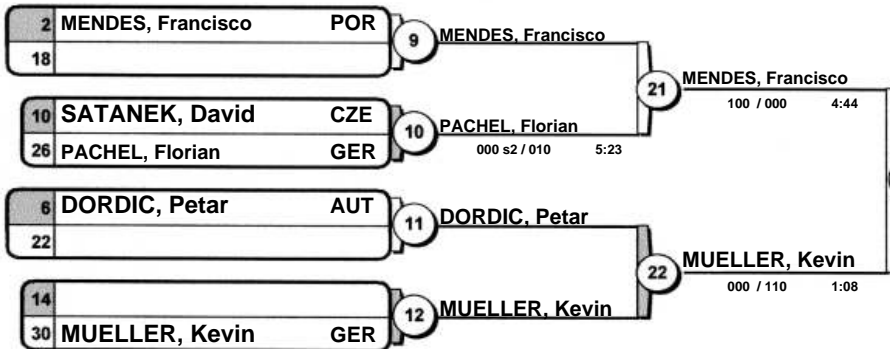 2 MENDES, Francisco POR
18
9
MENDES, Francisco
10 SATANEK, David CZE
26 PACHEL, Florian GER
10
PACHEL, Florian
000 s2 / 010 5:23
21
MENDES, Francisco
100 / 000 4:44
6 DORDIC, Petar AUT
22
11
DORDIC, Petar
14
30 MUELLER, Kevin GER
12
MUELLER, Kevin
22
MUELLER, Kevin
000 / 110 1:08